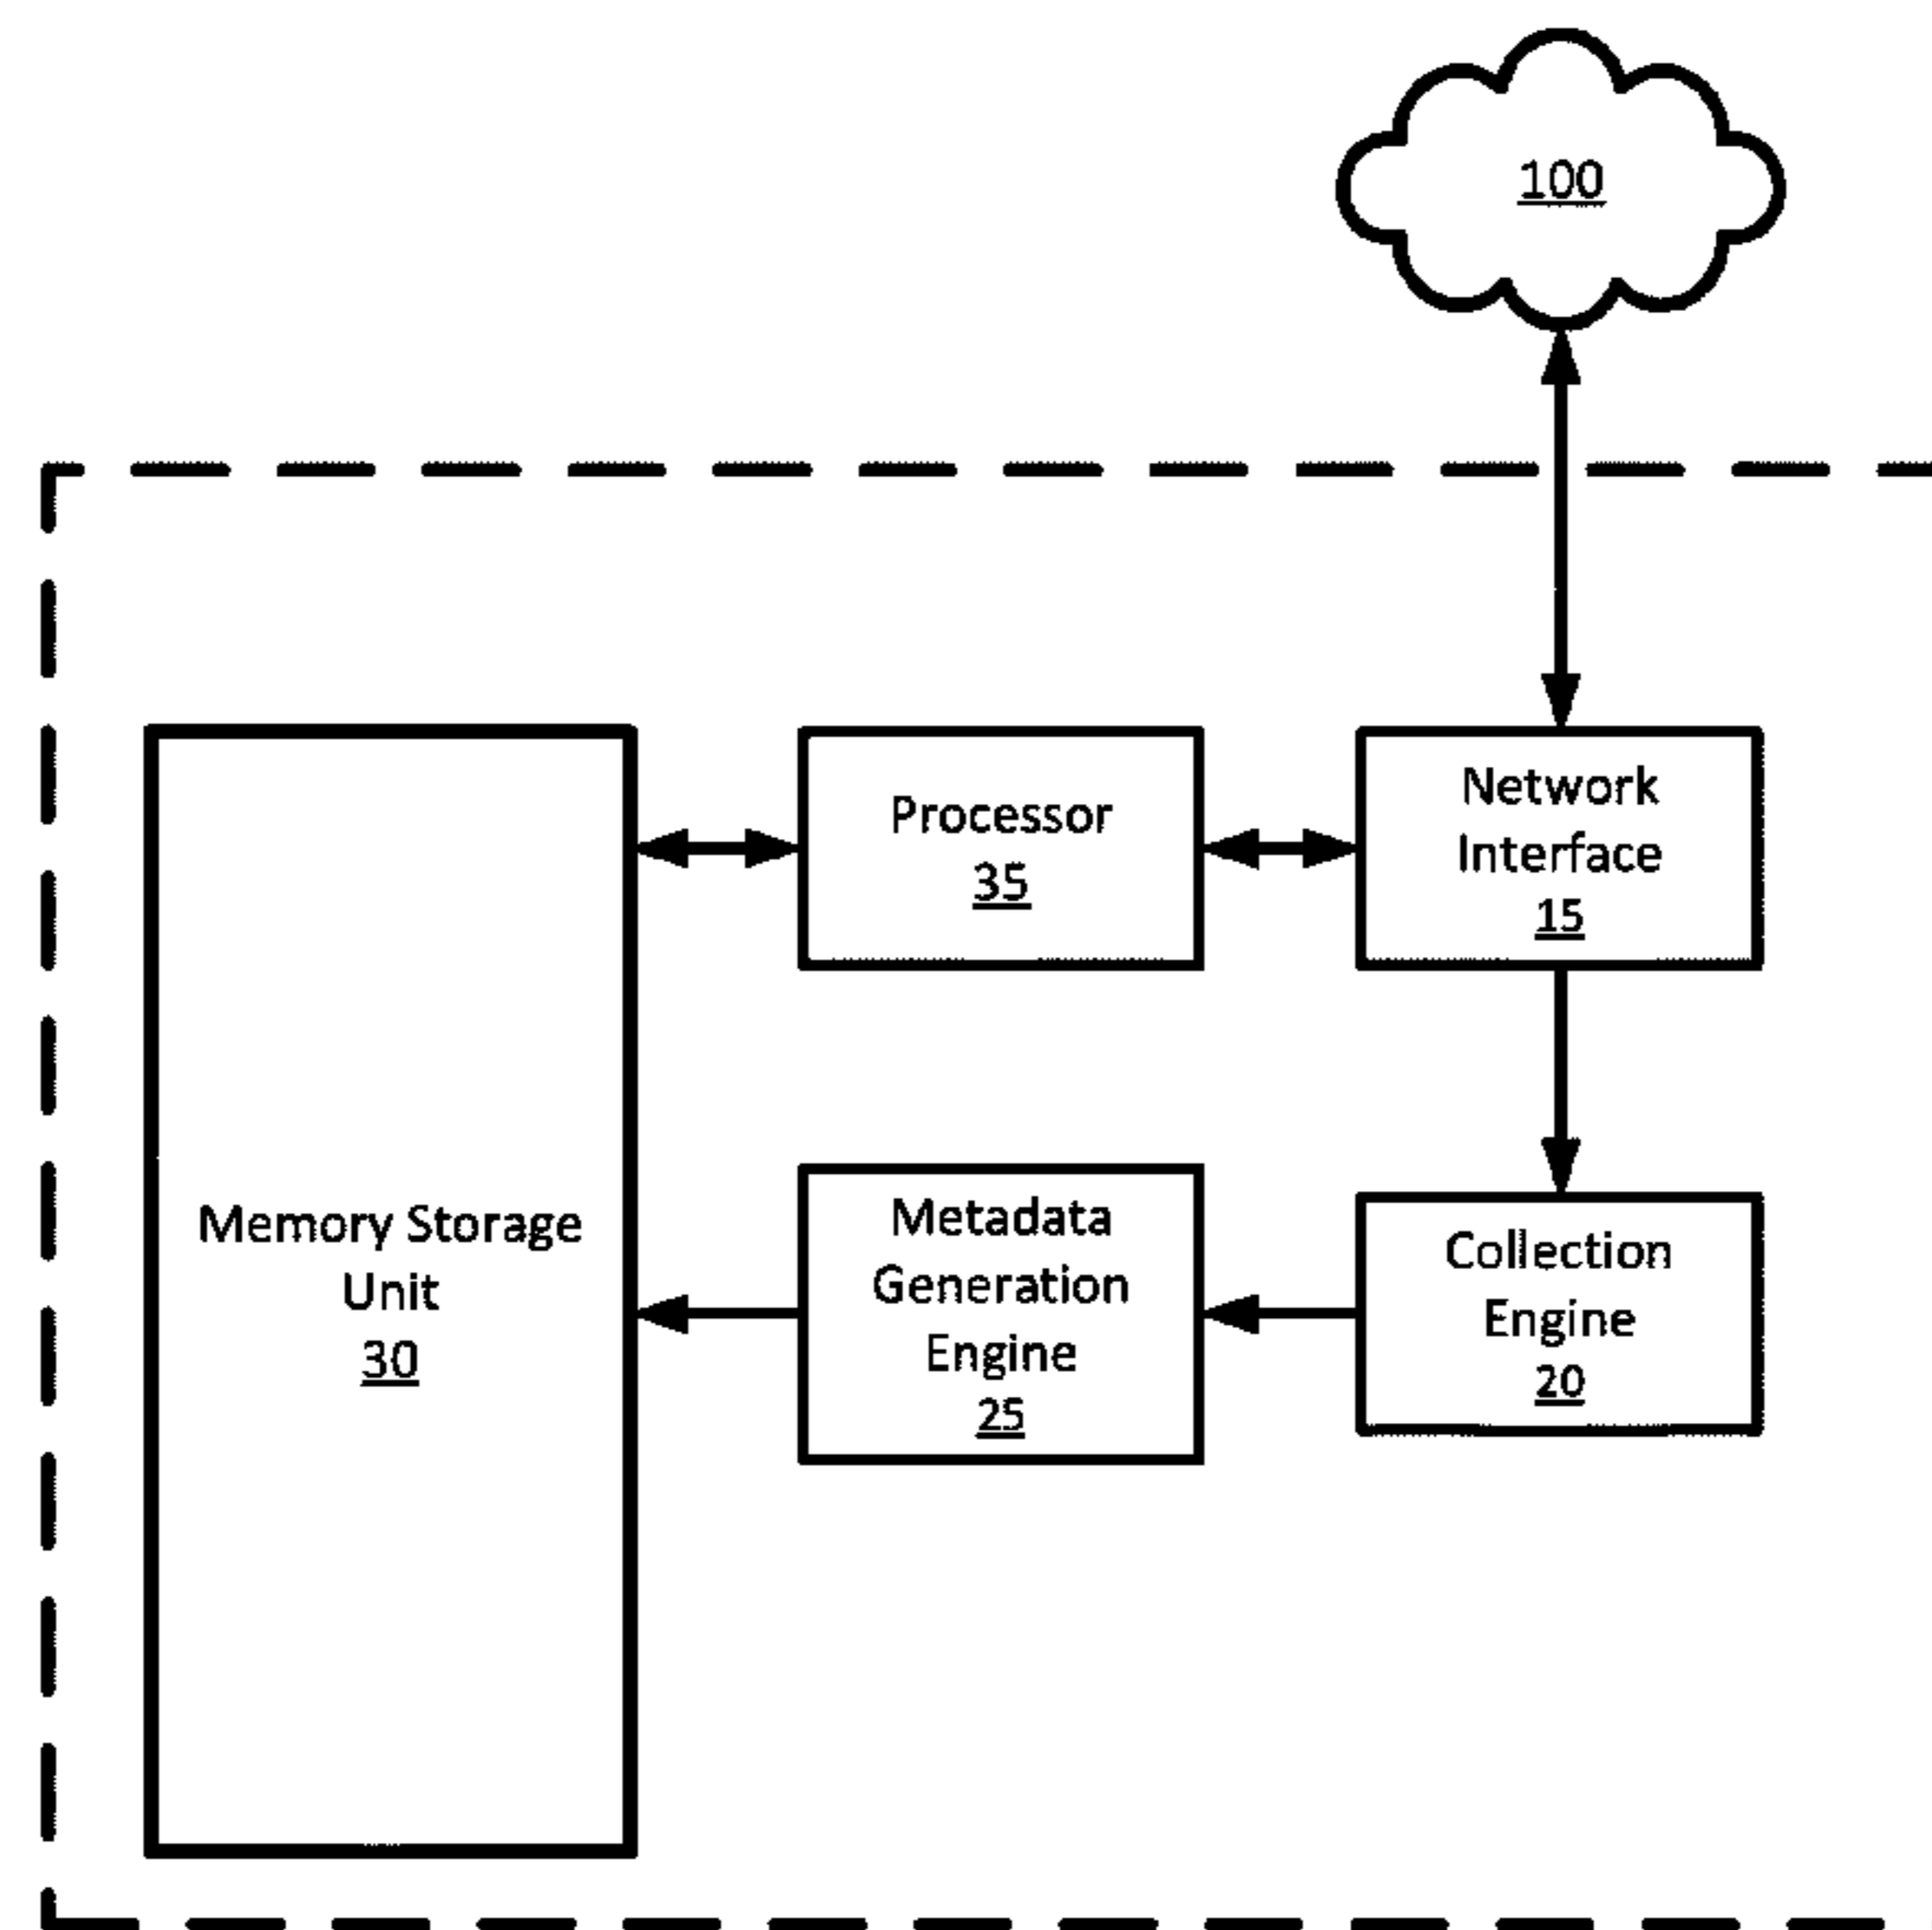 100
Processor
35
Network
Interface
15
Memory Storage
Unit
30
Metadata
Generation
Engine
25
Collection
Engine
20